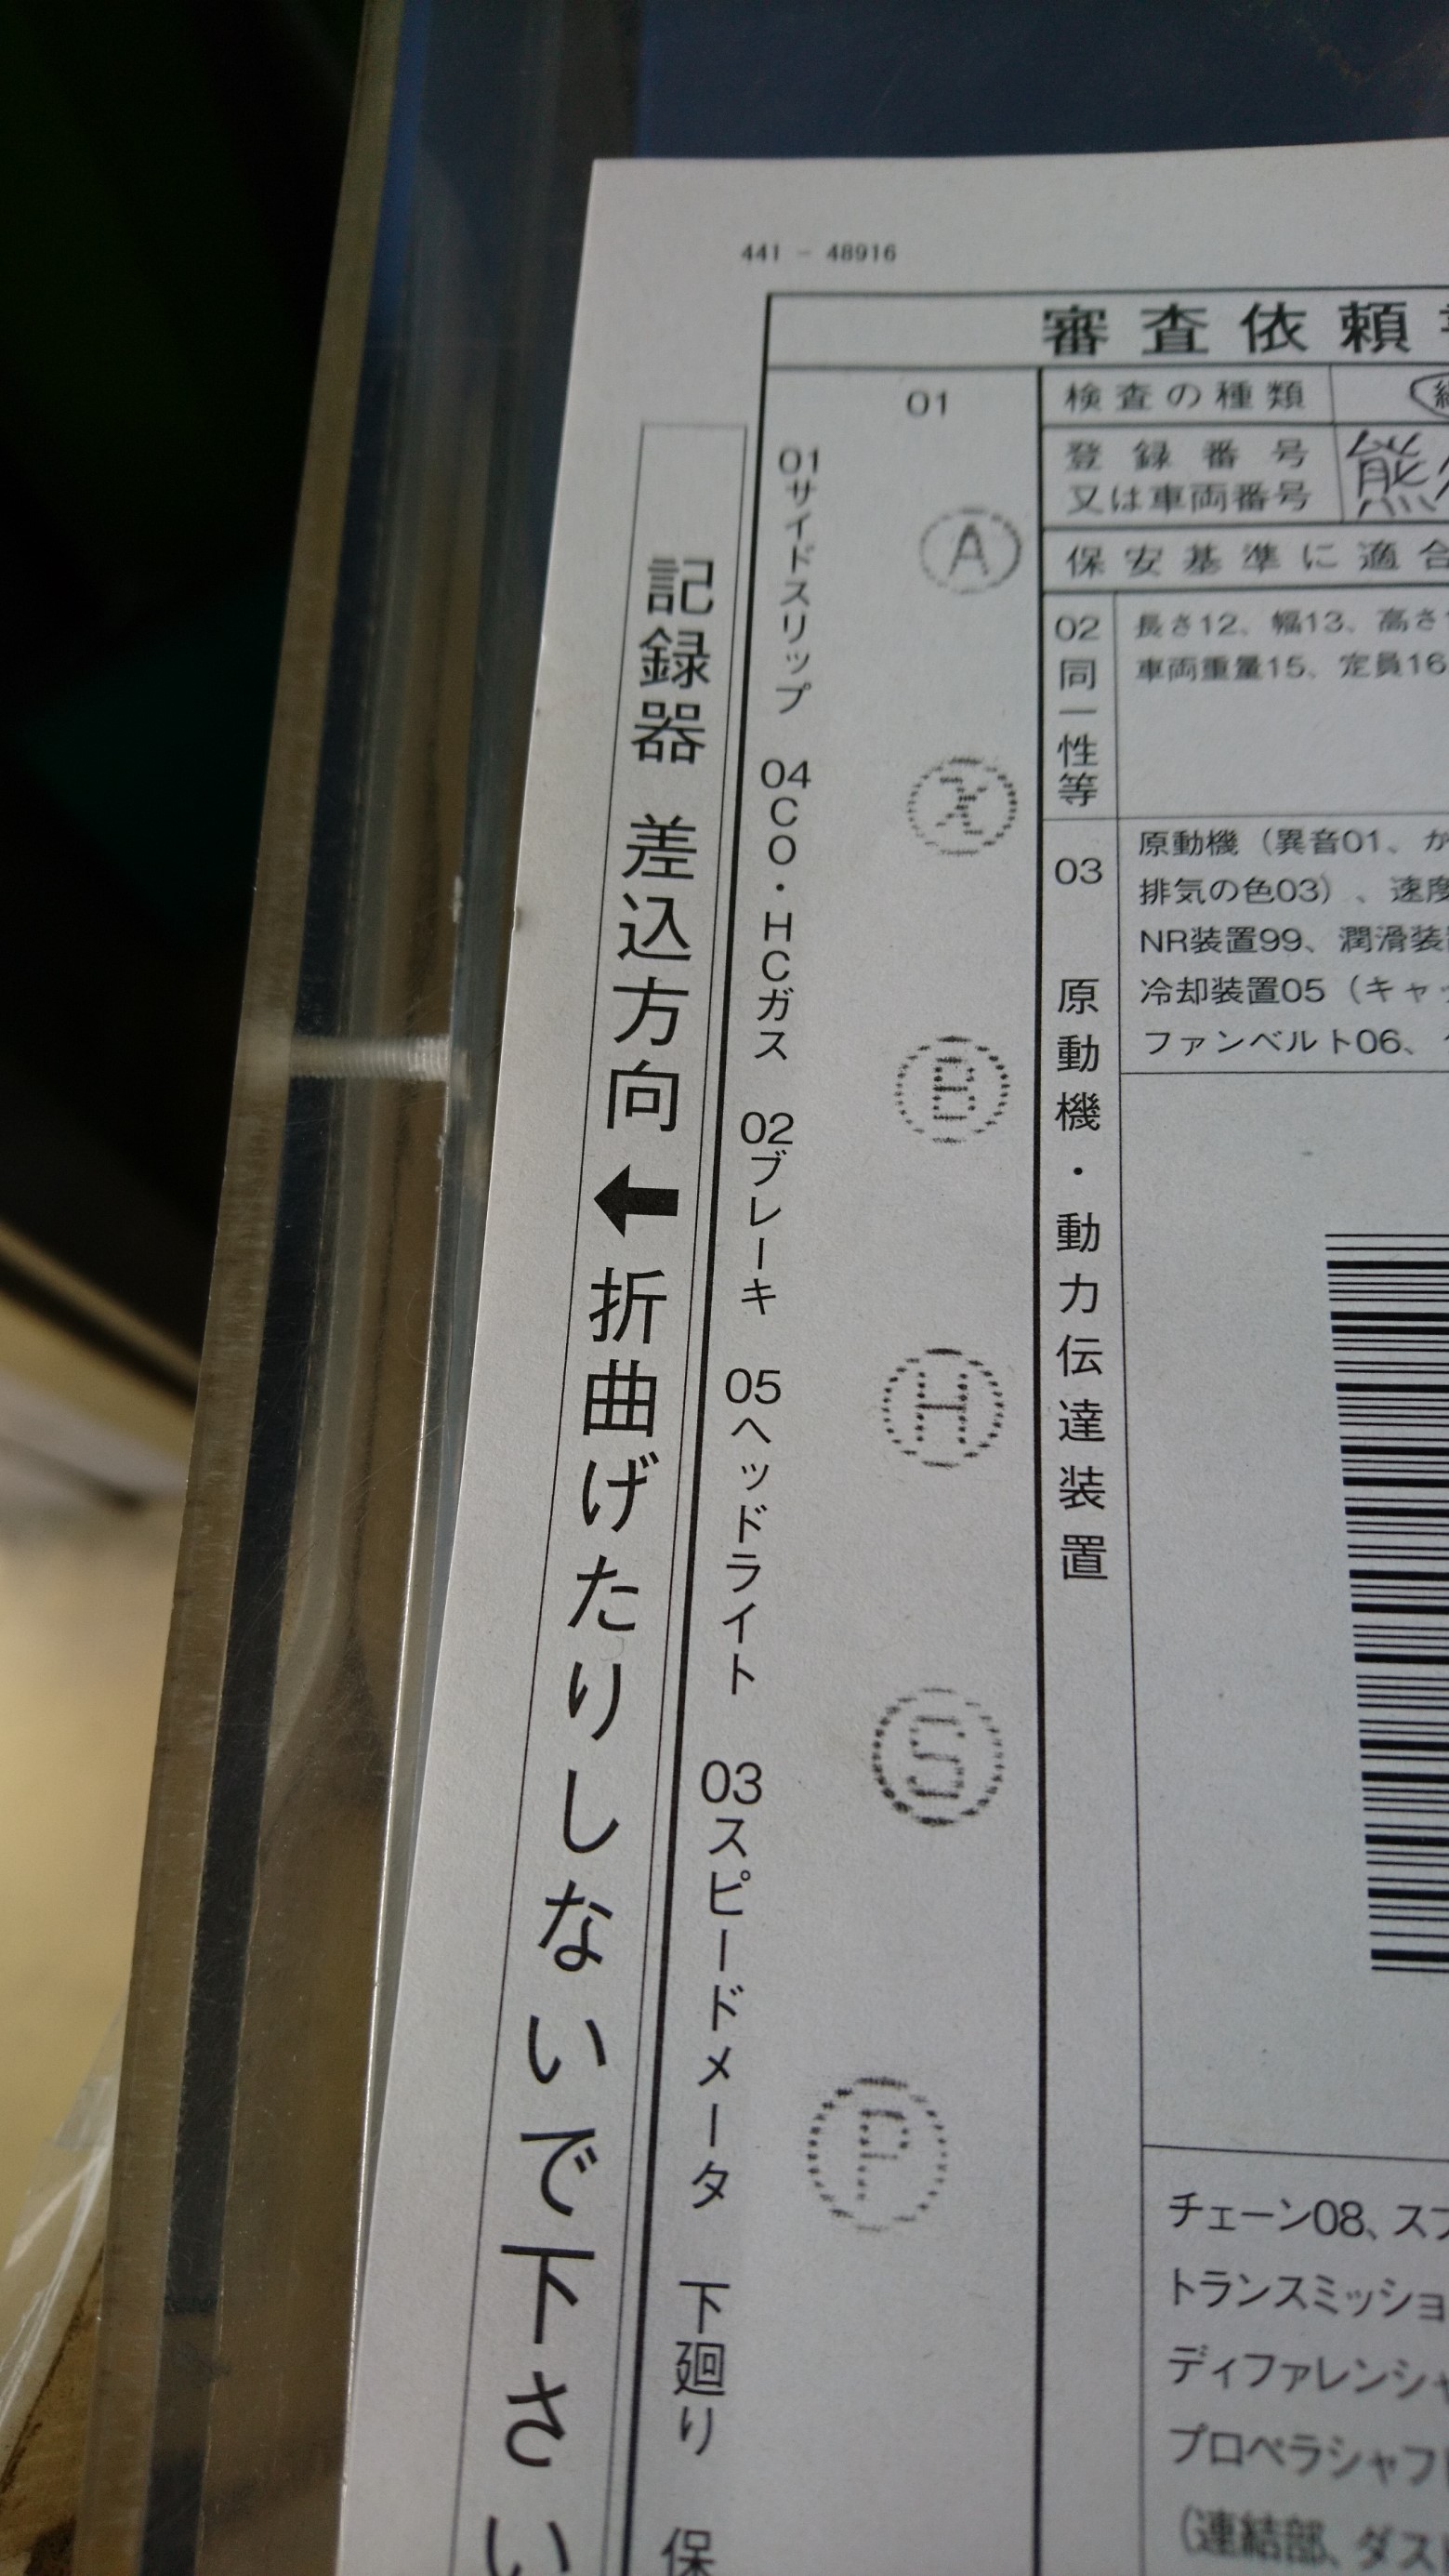 441 - 48916
審査依頼
記録器 差込方向 ← 折曲げたりしないで下さい
01
01サイドスリップ 04CO・HCガス 02ブレーキ 05ヘッドライト 03スピードメータ 下廻り 保
A
X
B
H
S
P
検査の種類
登録番号
又は車両番号
熊
保安基準に適合
02 同一性等
長さ12、幅13、高さ
車両重量15、定員16
03 原動機・動力伝達装置
原動機（異音01、か
排気の色03）、速度
NR装置99、潤滑装
冷却装置05（キャッ
ファンベルト06、
チェーン08、スプ
トランスミッショ
ディファレンシャ
プロペラシャフト
（連結部、ダス